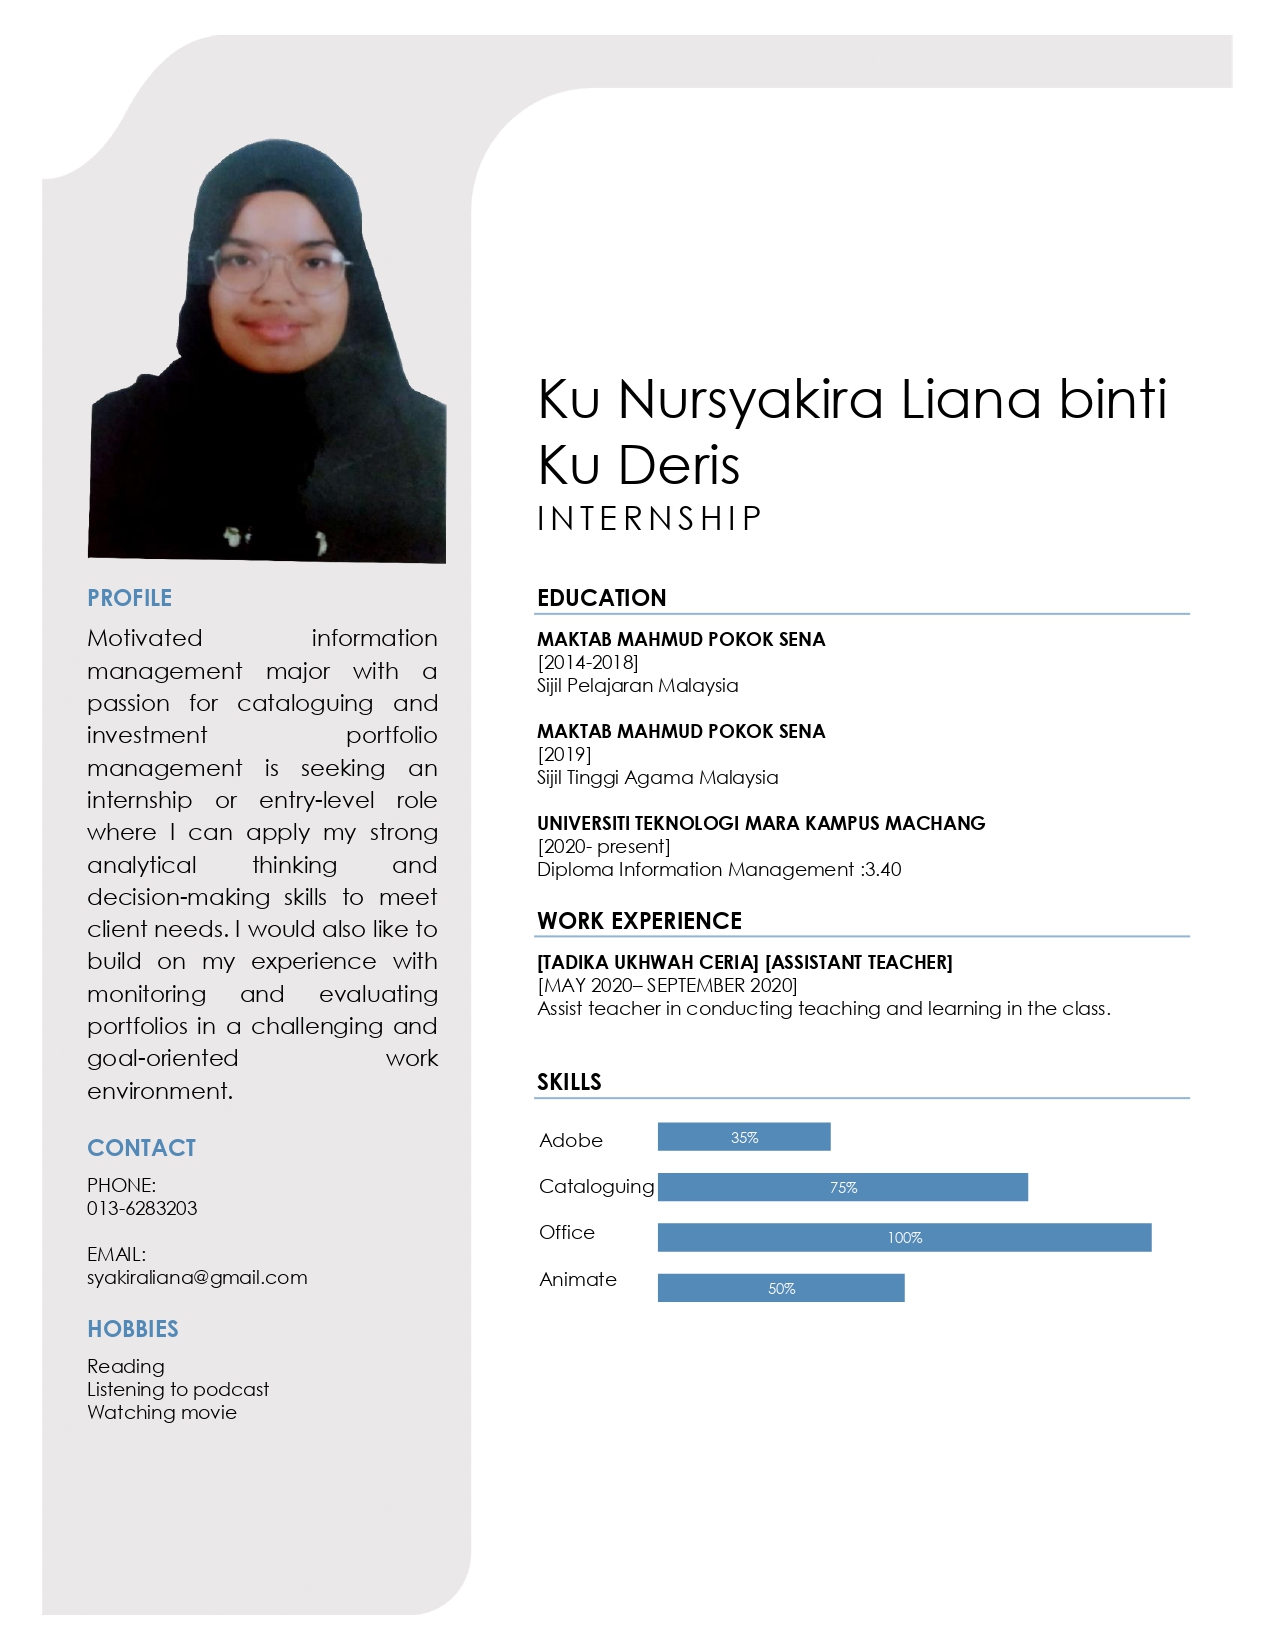 Ku Nursyakira Liana binti
Ku Deris
INTERNSHIP
PROFILE
Motivated information
management major with a
passion for cataloguing and
investment portfolio
management is seeking an
internship or entry-level role
where I can apply my strong
analytical thinking and
decision-making skills to meet
client needs. I would also like to
build on my experience with
monitoring and evaluating
portfolios in a challenging and
goal-oriented work
environment.
CONTACT
PHONE:
013-6283203
EMAIL:
syakiraliana@gmail.com
HOBBIES
Reading
Listening to podcast
Watching movie
EDUCATION
MAKTAB MAHMUD POKOK SENA
[2014-2018]
Sijil Pelajaran Malaysia
MAKTAB MAHMUD POKOK SENA
[2019]
Sijil Tinggi Agama Malaysia
UNIVERSITI TEKNOLOGI MARA KAMPUS MACHANG
[2020- present]
Diploma Information Management :3.40
WORK EXPERIENCE
[TADIKA UKHWAH CERIA] [ASSISTANT TEACHER]
[MAY 2020– SEPTEMBER 2020]
Assist teacher in conducting teaching and learning in the class.
SKILLS
Adobe 35%
Cataloguing 75%
Office 100%
Animate 50%